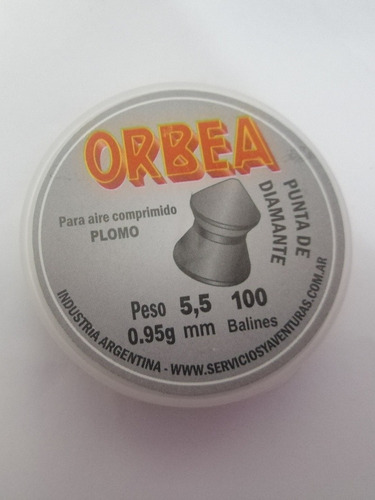 ORBEA
Para aire comprimido
PLOMO
PUNTA DE
DIAMANTE
Peso 5,5 100
0.95g mm Balines
INDUSTRIA ARGENTINA - WWW.SERVICIOSYAVENTURAS.COM.AR